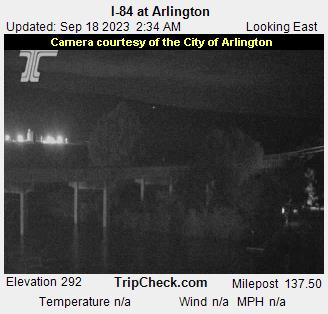 I-84 at Arlington
Updated: Sep 18 2023 2:34 AM Looking East
Camera courtesy of the City of Arlington
Elevation 292 TripCheck.com Milepost 137.50
Temperature n/a Wind n/a MPH n/a